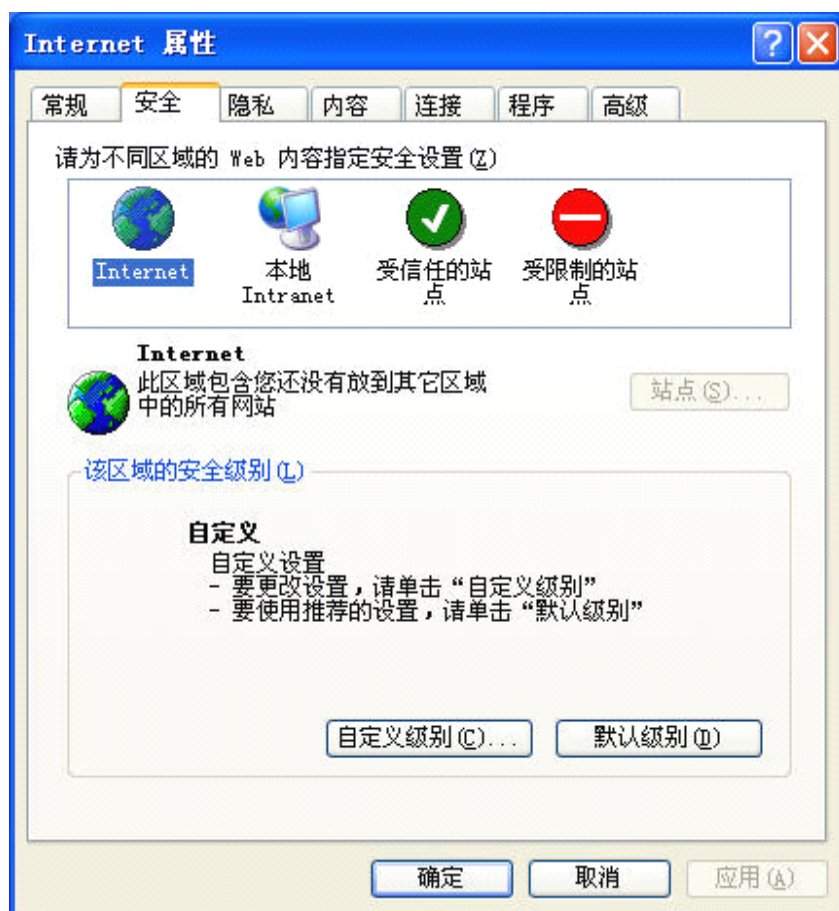 Internet 属性
常规 安全 隐私 内容 连接 程序 高级
请为不同区域的 Web 内容指定安全设置(Z)
Internet 本地 Intranet 受信任的站点 受限制的站点
Internet
此区域包含您还没有放到其它区域
中的所有网站
站点(S)...
该区域的安全级别(L)
自定义
自定义设置
- 要更改设置，请单击“自定义级别”
- 要使用推荐的设置，请单击“默认级别”
自定义级别(C)... 默认级别(D)
确定 取消 应用(A)